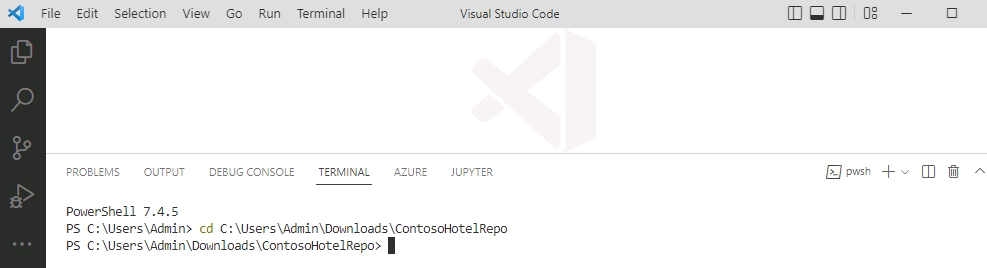 File Edit Selection View Go Run Terminal Help Visual Studio Code
PROBLEMS OUTPUT DEBUG CONSOLE TERMINAL AZURE JUPYTER pwsh
PowerShell 7.4.5
PS C:\Users\Admin> cd C:\Users\Admin\Downloads\ContosoHotelRepo
PS C:\Users\Admin\Downloads\ContosoHotelRepo>